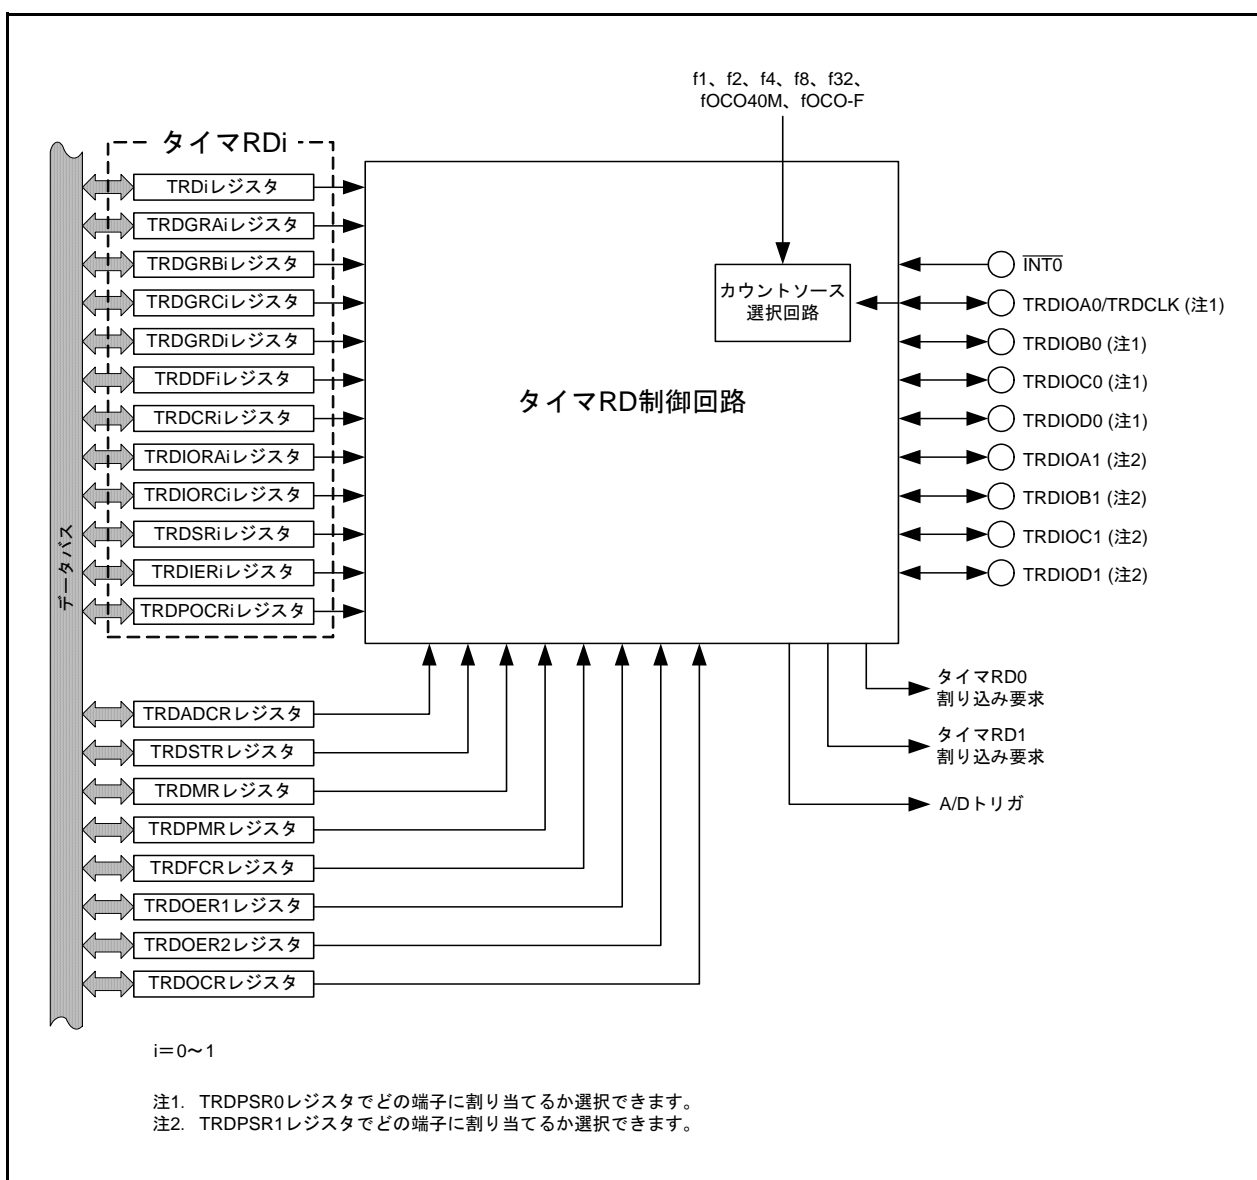 f1、f2、f4、f8、f32、
fOCO40M、fOCO-F
タイマRDi
TRDiレジスタ
TRDGRAiレジスタ
TRDGRBiレジスタ
TRDGRCiレジスタ
TRDGRDiレジスタ
TRDDFiレジスタ
TRDCRiレジスタ
TRDIORAiレジスタ
TRDIORCiレジスタ
TRDSRiレジスタ
TRDIERiレジスタ
TRDPOCRiレジスタ
データバス
カウントソース
選択回路
タイマRD制御回路
INT0
TRDIOA0/TRDCLK (注1)
TRDIOB0 (注1)
TRDIOC0 (注1)
TRDIOD0 (注1)
TRDIOA1 (注2)
TRDIOB1 (注2)
TRDIOC1 (注2)
TRDIOD1 (注2)
TRDADCRレジスタ
TRDSTRレジスタ
TRDMRレジスタ
TRDPMRレジスタ
TRDFCRレジスタ
TRDOER1レジスタ
TRDOER2レジスタ
TRDOCRレジスタ
タイマRD0
割り込み要求
タイマRD1
割り込み要求
A/Dトリガ
i＝0～1
注1. TRDPSR0レジスタでどの端子に割り当てるか選択できます。
注2. TRDPSR1レジスタでどの端子に割り当てるか選択できます。